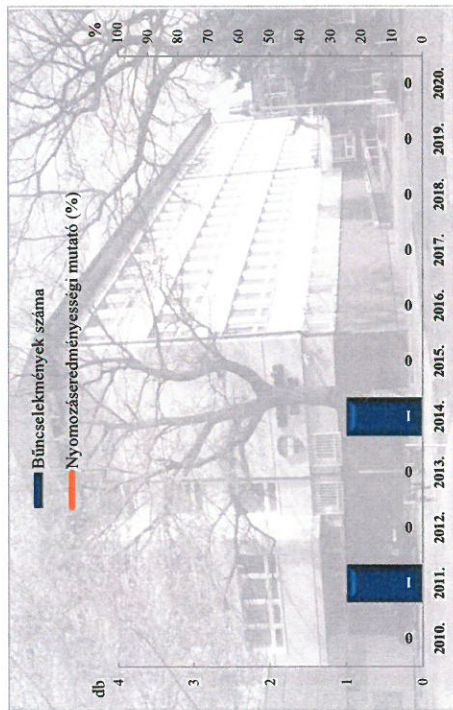 Bűncselekmények száma
Nyomozáseredményességi mutató (%)
db %
4 100
90
80
3 70
60
2 50
40
30
1 20
10
0 0
0 1 0 0 1 0 0 0 0 0 0
2010. 2011. 2012. 2013. 2014. 2015. 2016. 2017. 2018. 2019. 2020.